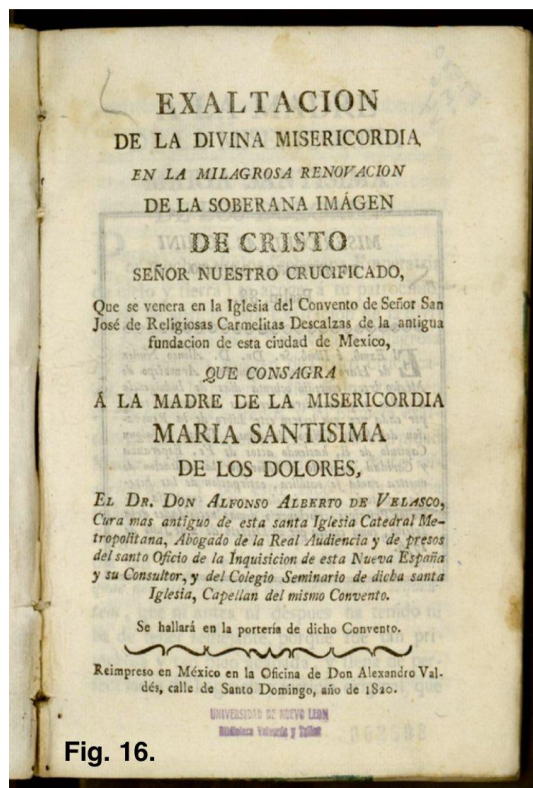 EXALTACION
DE LA DIVINA MISERICORDIA
EN LA MILAGROSA RENOVACION
DE LA SOBERANA IMÁGEN
DE CRISTO
SEÑOR NUESTRO CRUCIFICADO,
Que se venera en la Iglesia del Convento de Señor San
José de Religiosas Carmelitas Descalzas de la antigua
fundacion de esta ciudad de Mexico,
QUE CONSAGRA
Á LA MADRE DE LA MISERICORDIA
MARIA SANTISIMA
DE LOS DOLORES,
EL DR. DON ALFONSO ALBERTO DE VELASCO,
Cura mas antiguo de esta santa Iglesia Catedral Me-
tropolitana, Abogado de la Real Audiencia y de presos
del santo Oficio de la Inquisicion de esta Nueva España
y su Consultor, y del Colegio Seminario de dicha santa
Iglesia, Capellan del mismo Convento.
Se hallará en la portería de dicho Convento.
Reimpreso en México en la Oficina de Don Alexandro Val-
dés, calle de Santo Domingo, año de 1820.
UNIVERSIDAD DE NUEVO LEON
Biblioteca Valverde y Tellez
Fig. 16.